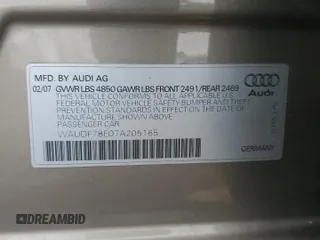 MFD. BY AUDI AG
02/07 GVWR LBS 4850 GAWR LBS FRONT 2491/REAR 2469
THIS VEHICLE CONFORMS TO ALL APPLICABLE U.S.
FEDERAL MOTOR VEHICLE SAFETY BUMPER AND THEFT
PREVENTION STANDARDS IN EFFECT ON THE DATE OF
MANUFACTURE SHOWN ABOVE.
PASSENGER CAR
WAUDF78E07A205165
Audi
GERMANY
DREAMBID